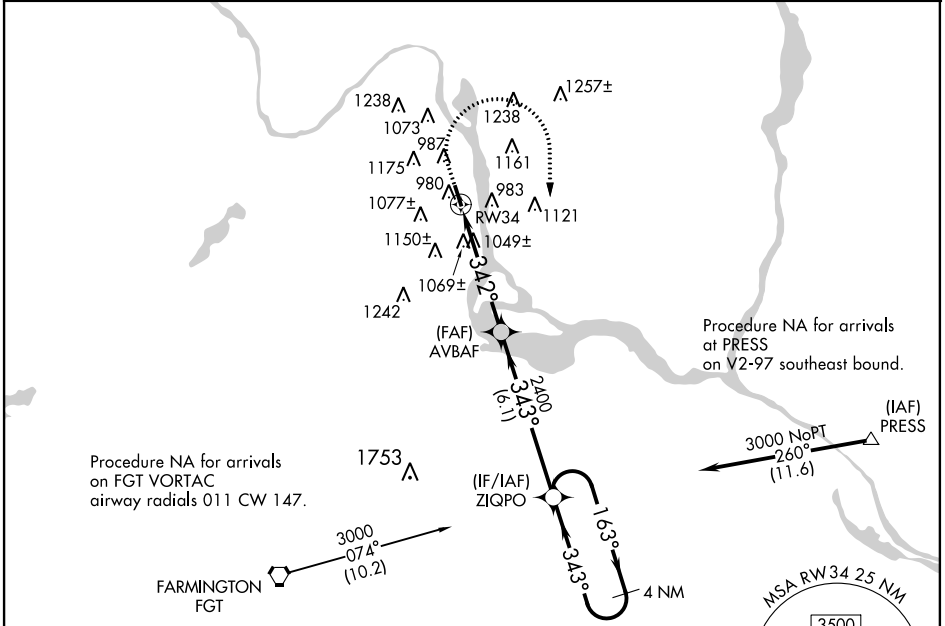 1238
1073
1238
1257±
987
1175
1161
980
983
1077±
RW34
1121
1150±
1049±
1069±
342°
1242
(FAF)
AVBAF
Procedure NA for arrivals
at PRESS
on V2-97 southeast bound.
2400
343°
(6.1)
(IAF)
PRESS
3000 NoPT
260°
(11.6)
Procedure NA for arrivals
on FGT VORTAC
airway radials 011 CW 147.
1753
(IF/IAF)
ZIQPO
163°
343°
4 NM
3000
074°
(10.2)
FARMINGTON
FGT
MSA RW34 25 NM
3500